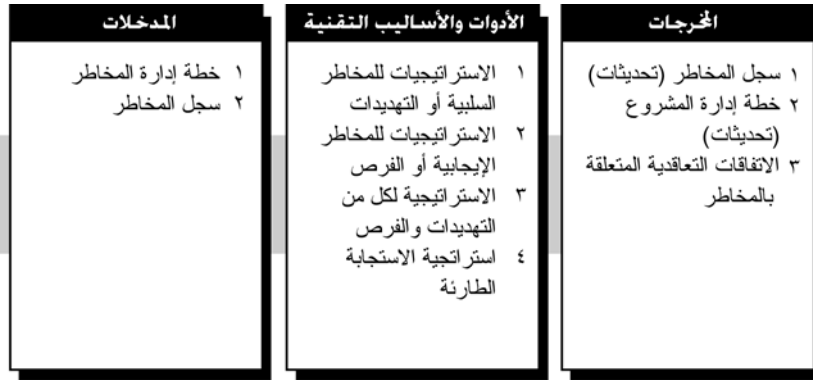 المدخلات
١ خطة إدارة المخاطر
٢ سجل المخاطر
الأدوات والأساليب التقنية
١ الاستراتيجيات للمخاطر
السلبية أو التهديدات
٢ الاستراتيجيات للمخاطر
الإيجابية أو الفرص
٣ الاستراتيجية لكل من
التهديدات والفرص
٤ استراتجية الاستجابة
الطارئة
المخرجات
١ سجل المخاطر (تحديثات)
٢ خطة إدارة المشروع
(تحديثات)
٣ الاتفاقات التعاقدية المتعلقة
بالمخاطر